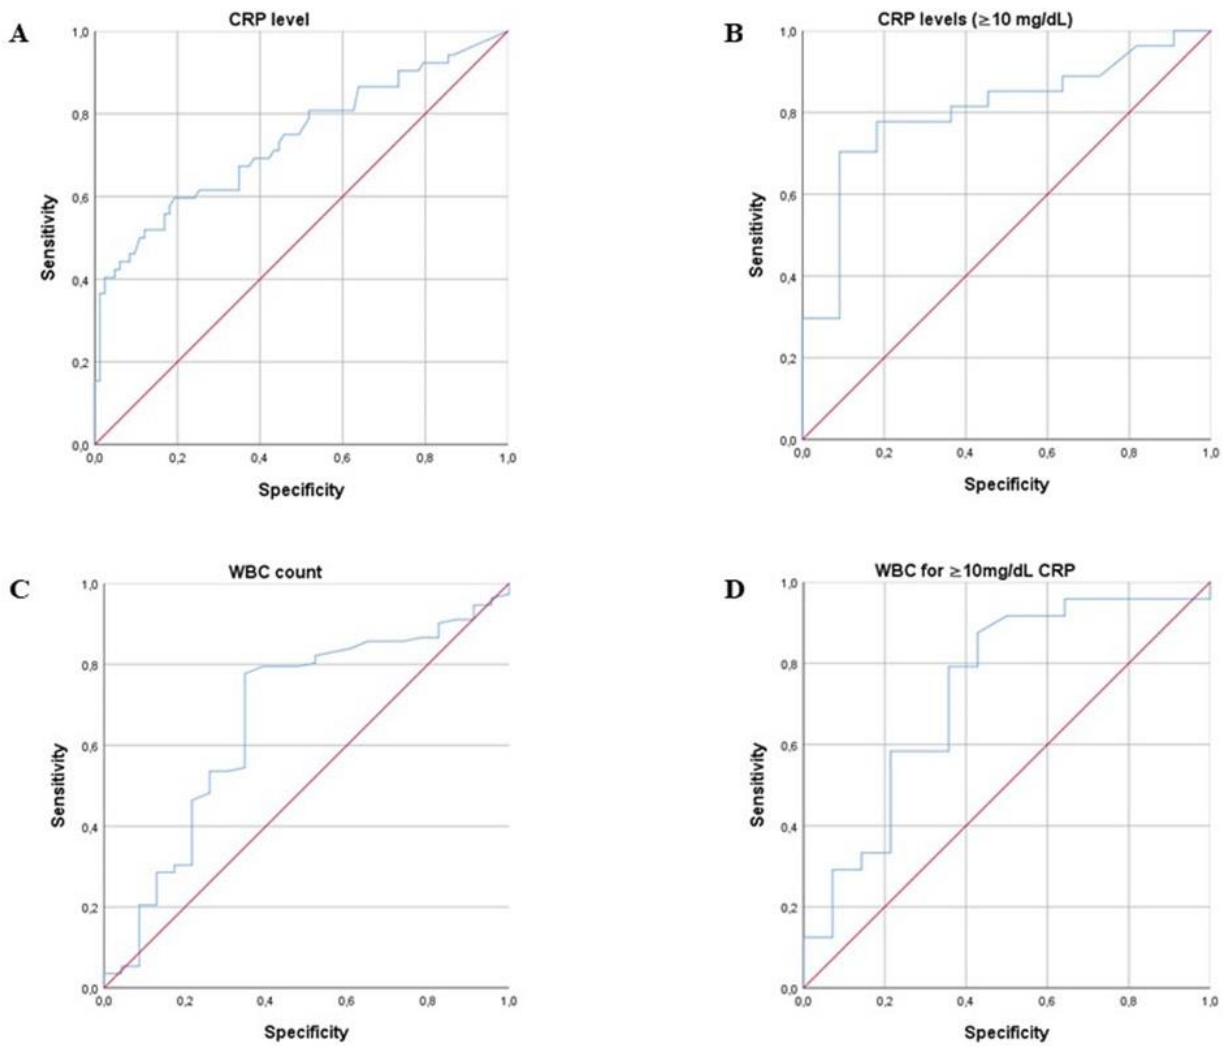 A
CRP level
1,0
0,8
0,6
0,4
0,2
0,0
0,0 0,2 0,4 0,6 0,8 1,0
Sensitivity
Specificity
B
CRP levels (≥10 mg/dL)
1,0
0,8
0,6
0,4
0,2
0,0
0,0 0,2 0,4 0,6 0,8 1,0
Sensitivity
Specificity
C
WBC count
1,0
0,8
0,6
0,4
0,2
0,0
0,0 0,2 0,4 0,6 0,8 1,0
Sensitivity
Specificity
D
WBC for ≥10mg/dL CRP
1,0
0,8
0,6
0,4
0,2
0,0
0,0 0,2 0,4 0,6 0,8 1,0
Sensitivity
Specificity